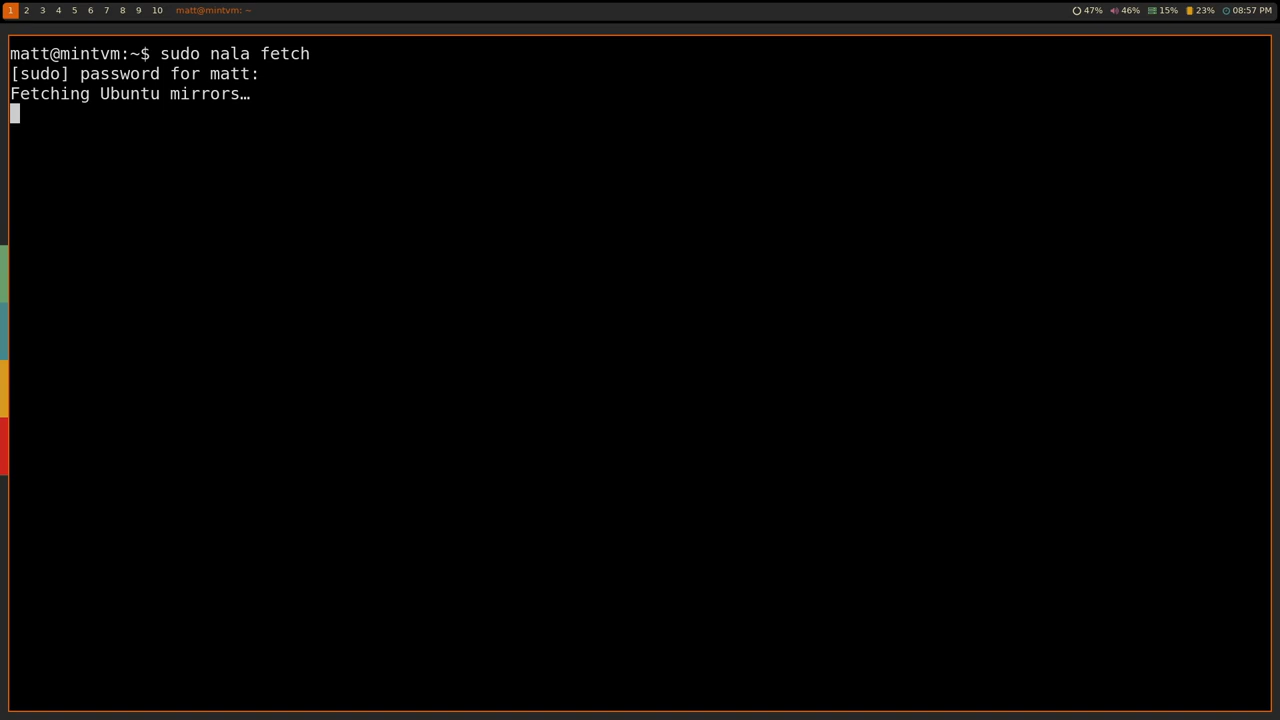 1 2 3 4 5 6 7 8 9 10 matt@mintvm: ~ 47% 46% 15% 23% 08:57 PM
matt@mintvm:~$ sudo nala fetch
[sudo] password for matt:
Fetching Ubuntu mirrors…